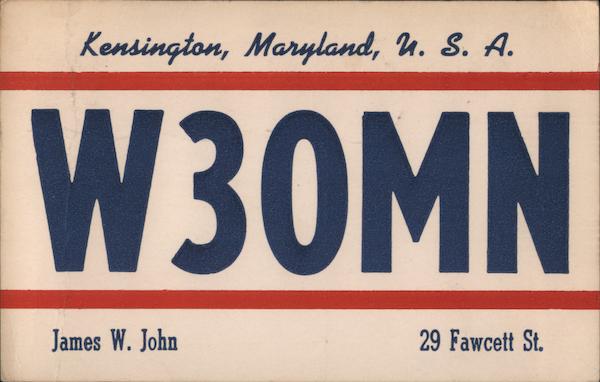 Kensington, Maryland, U. S. A.
W3OMN
James W. John
29 Fawcett St.